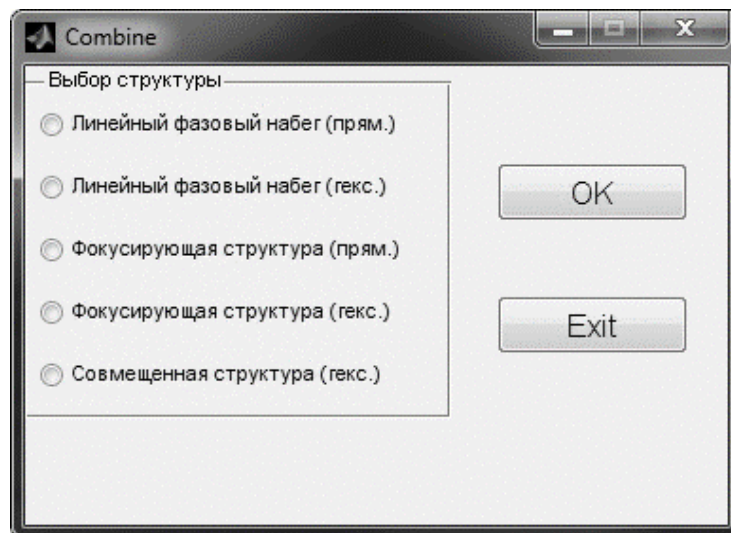 Combine
Выбор структуры
Линейный фазовый набег (прям.)
Линейный фазовый набег (гекс.)
Фокусирующая структура (прям.)
Фокусирующая структура (гекс.)
Совмещенная структура (гекс.)
OK
Exit